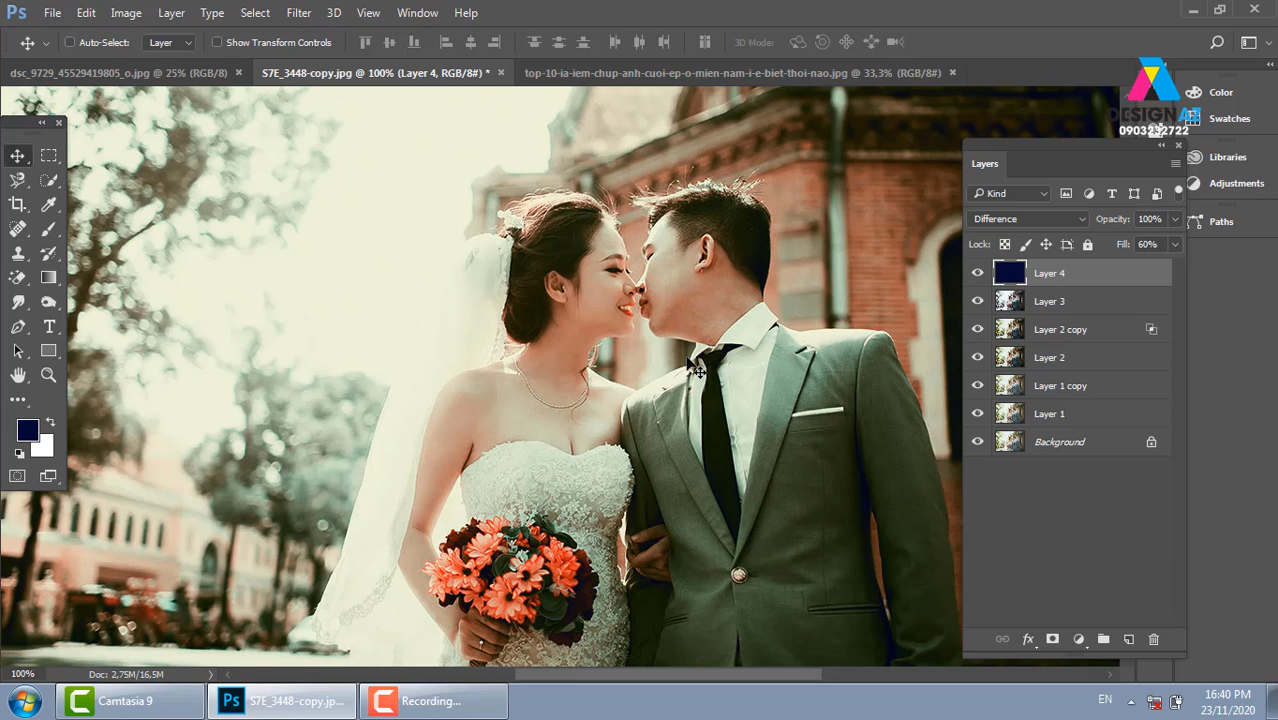 Ps File Edit Image Layer Type Select Filter 3D View Window Help
Auto-Select: Layer Show Transform Controls 3D Mode:
dsc_9729_45529419805_o.jpg @ 25% (RGB/8) S7E_3448-copy.jpg @ 100% (Layer 4, RGB/8#) * top-10-ia-iem-chup-anh-cuoi-ep-o-mien-nam-i-e-biet-thoi-nao.jpg @ 33,3% (RGB/8#)
Color
DESIGN AZ
Swatches
0903232722
Libraries
Adjustments
Paths
Layers
Kind
Difference Opacity: 100%
Lock: Fill: 60%
Layer 4
Layer 3
Layer 2 copy
Layer 2
Layer 1 copy
Layer 1
Background
fx
100% Doc: 2,75M/16,5M
Camtasia 9 Ps S7E_3448-copy.jp... Recording... EN 16:40 PM
23/11/2020